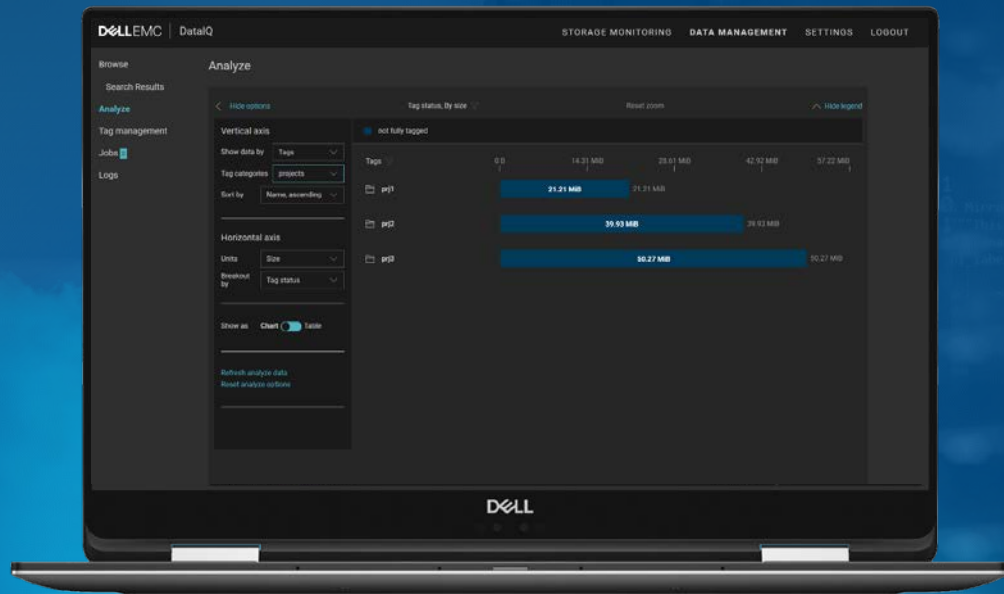 DELLEMC | DataIQ
STORAGE MONITORING DATA MANAGEMENT SETTINGS LOGOUT
Browse
Search Results
Analyze
Tag management
Jobs
Logs
Analyze
Hide options
Tag status, By size
Reset zoom
Hide legend
Vertical axis
Show data by Tags
Tag categories projects
Sort by Name, ascending
Horizontal axis
Units Size
Breakout by Tag status
Show as Chart Table
Refresh analyze data
Reset analyze options
not fully tagged
Tags 0 B 14.31 MiB 28.61 MiB 42.92 MiB 57.22 MiB
prj1 21.21 MiB 21.21 MiB
prj2 39.93 MiB 39.93 MiB
prj3 50.27 MiB 50.27 MiB
DELL